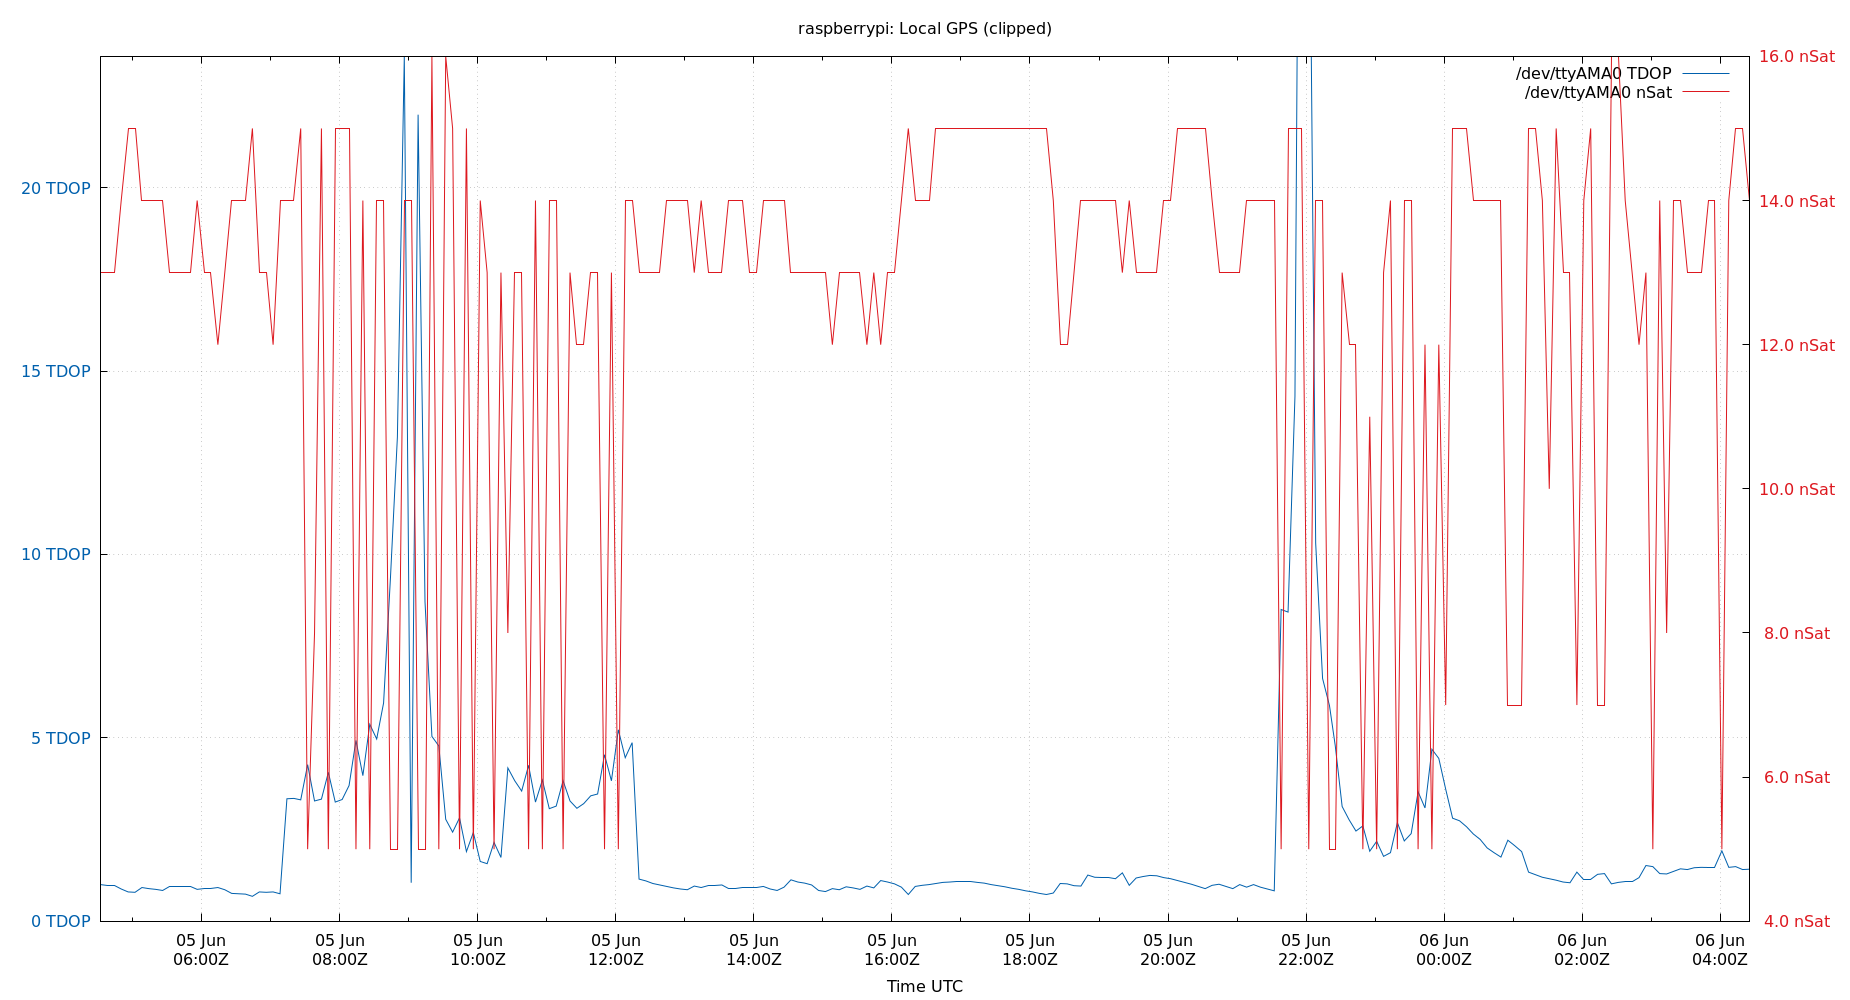 raspberrypi: Local GPS (clipped)
16.0 nSat
/dev/ttyAMA0 TDOP
/dev/ttyAMA0 nSat
20 TDOP
14.0 nSat
15 TDOP
12.0 nSat
10.0 nSat
10 TDOP
8.0 nSat
5 TDOP
6.0 nSat
0 TDOP
4.0 nSat
05 Jun 05 Jun 05 Jun 05 Jun 05 Jun 05 Jun 05 Jun 05 Jun 05 Jun 06 Jun 06 Jun 06 Jun
06:00Z 08:00Z 10:00Z 12:00Z 14:00Z 16:00Z 18:00Z 20:00Z 22:00Z 00:00Z 02:00Z 04:00Z
Time UTC